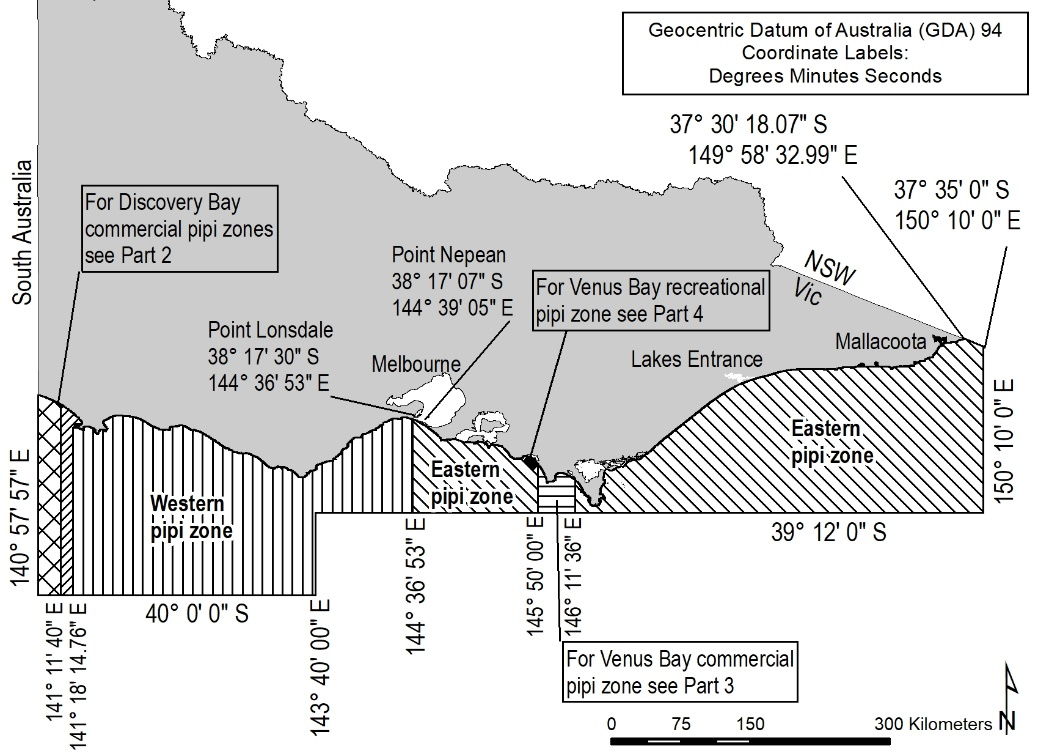 Geocentric Datum of Australia (GDA) 94
Coordinate Labels:
Degrees Minutes Seconds
37° 30' 18.07" S
149° 58' 32.99" E
37° 35' 0" S
150° 10' 0" E
South Australia
For Discovery Bay
commercial pipi zones
see Part 2
Point Nepean
38° 17' 07" S
144° 39' 05" E
For Venus Bay recreational
pipi zone see Part 4
NSW
Vic
Point Lonsdale
38° 17' 30" S
144° 36' 53" E
Melbourne
Lakes Entrance
Mallacoota
Eastern
pipi zone
Eastern
pipi zone
Western
pipi zone
140° 57' 57" E
150° 10' 0" E
39° 12' 0" S
40° 0' 0" S
141° 11' 40" E
141° 18' 14.76" E
143° 40' 00" E
144° 36' 53" E
145° 50' 00" E
146° 11' 36" E
For Venus Bay commercial
pipi zone see Part 3
0 75 150 300 Kilometers
N